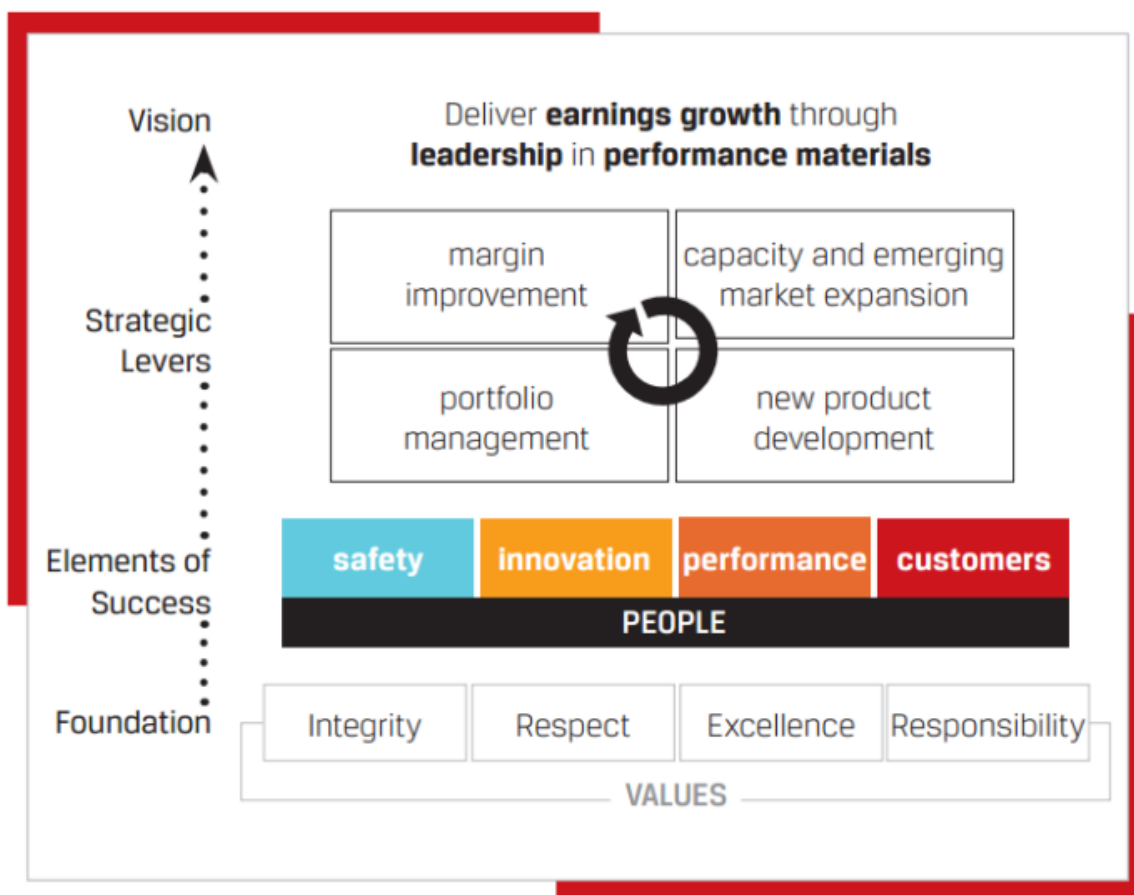 Vision
Deliver earnings growth through
leadership in performance materials
Strategic
Levers
margin
improvement
capacity and emerging
market expansion
portfolio
management
new product
development
Elements of
Success
safety
innovation
performance
customers
PEOPLE
Foundation
Integrity
Respect
Excellence
Responsibility
VALUES